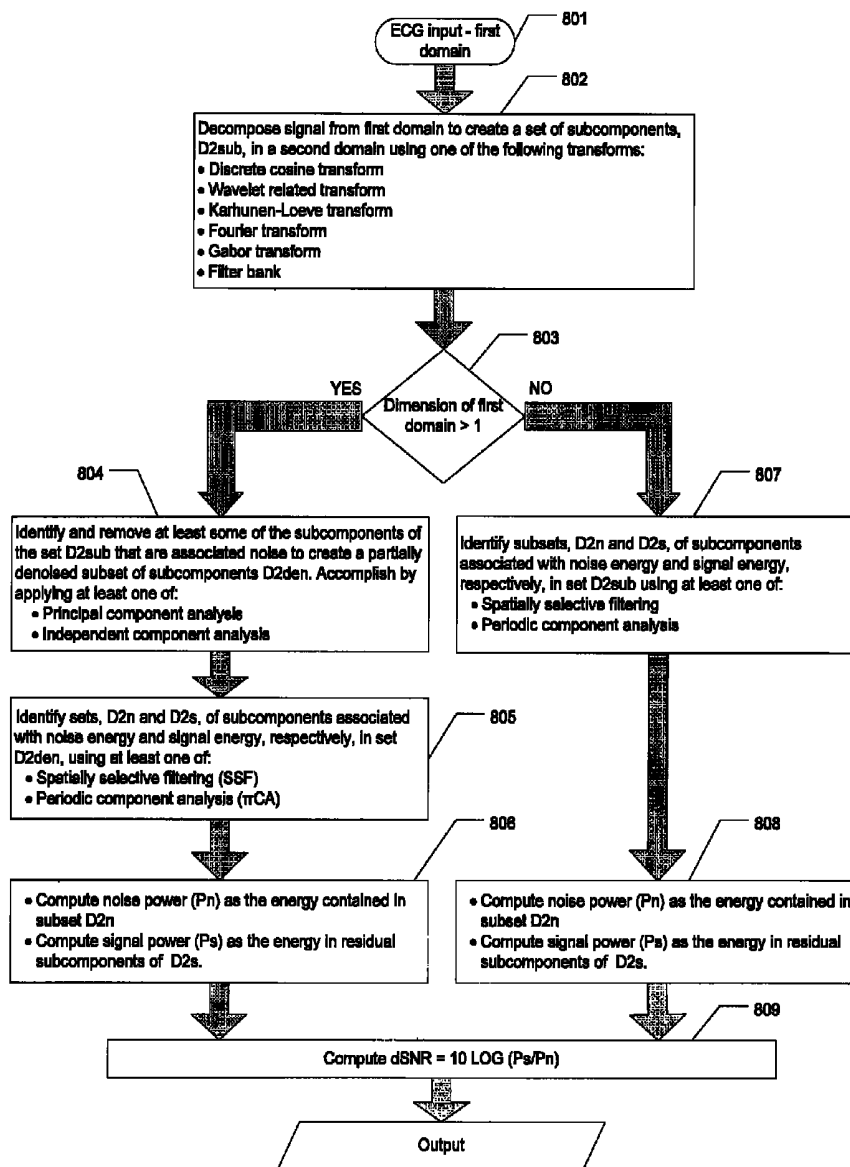 ECG input - first
domain
801
802
Decompose signal from first domain to create a set of subcomponents,
D2sub, in a second domain using one of the following transforms:
• Discrete cosine transform
• Wavelet related transform
• Karhunen-Loeve transform
• Fourier transform
• Gabor transform
• Filter bank
803
YES
NO
Dimension of first
domain > 1
804
Identify and remove at least some of the subcomponents of
the set D2sub that are associated noise to create a partially
denoised subset of subcomponents D2den. Accomplish by
applying at least one of:
• Principal component analysis
• Independent component analysis
807
Identify subsets, D2n and D2s, of subcomponents
associated with noise energy and signal energy,
respectively, in set D2sub using at least one of:
• Spatially selective filtering
• Periodic component analysis
805
Identify sets, D2n and D2s, of subcomponents associated
with noise energy and signal energy, respectively, in set
D2den, using at least one of:
• Spatially selective filtering (SSF)
• Periodic component analysis (πCA)
806
• Compute noise power (Pn) as the energy contained in
subset D2n
• Compute signal power (Ps) as the energy in residual
subcomponents of D2s.
808
• Compute noise power (Pn) as the energy contained in
subset D2n
• Compute signal power (Ps) as the energy in residual
subcomponents of D2s.
809
Compute dSNR = 10 LOG (Ps/Pn)
Output